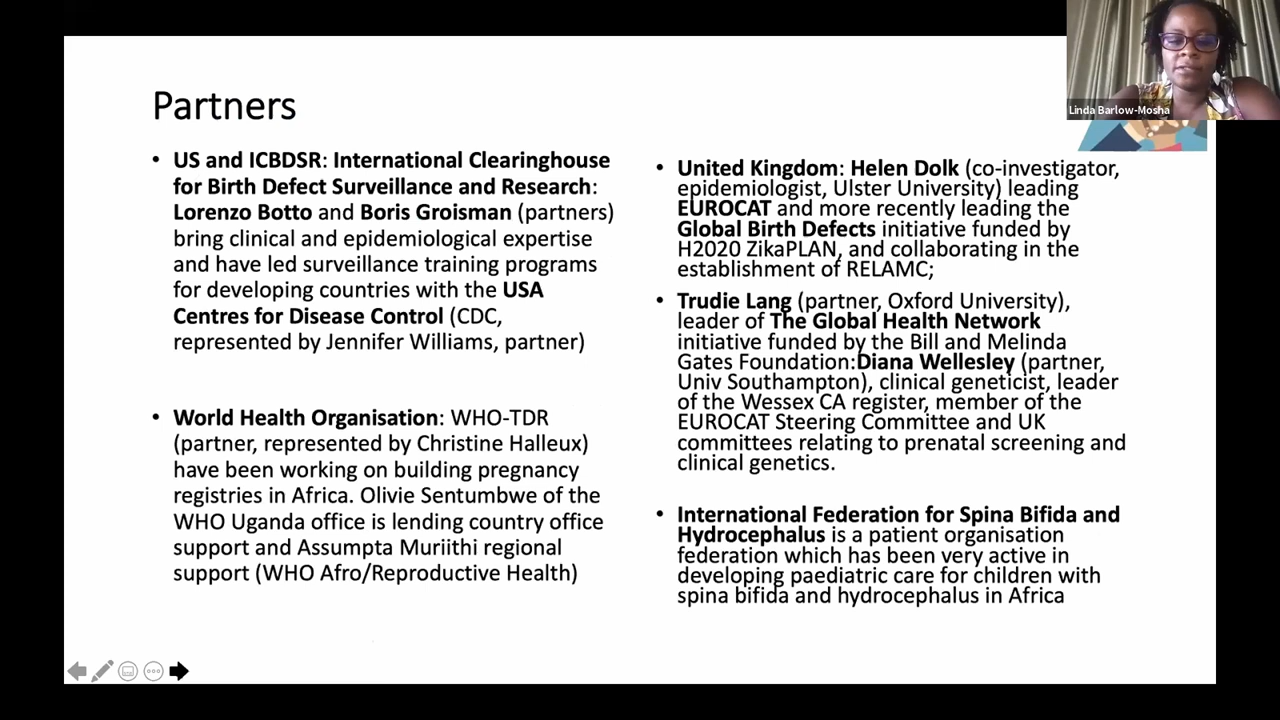 Linda Barlow-Mosha
Partners
• US and ICBDSR: International Clearinghouse
for Birth Defect Surveillance and Research:
Lorenzo Botto and Boris Groisman (partners)
bring clinical and epidemiological expertise
and have led surveillance training programs
for developing countries with the USA
Centres for Disease Control (CDC,
represented by Jennifer Williams, partner)
• World Health Organisation: WHO-TDR
(partner, represented by Christine Halleux)
have been working on building pregnancy
registries in Africa. Olivie Sentumbwe of the
WHO Uganda office is lending country office
support and Assumpta Muriithi regional
support (WHO Afro/Reproductive Health)
• United Kingdom: Helen Dolk (co-investigator,
epidemiologist, Ulster University) leading
EUROCAT and more recently leading the
Global Birth Defects initiative funded by
H2020 ZikaPLAN, and collaborating in the
establishment of RELAMC;
• Trudie Lang (partner, Oxford University),
leader of The Global Health Network
initiative funded by the Bill and Melinda
Gates Foundation:Diana Wellesley (partner,
Univ Southampton), clinical geneticist, leader
of the Wessex CA register, member of the
EUROCAT Steering Committee and UK
committees relating to prenatal screening and
clinical genetics.
• International Federation for Spina Bifida and
Hydrocephalus is a patient organisation
federation which has been very active in
developing paediatric care for children with
spina bifida and hydrocephalus in Africa